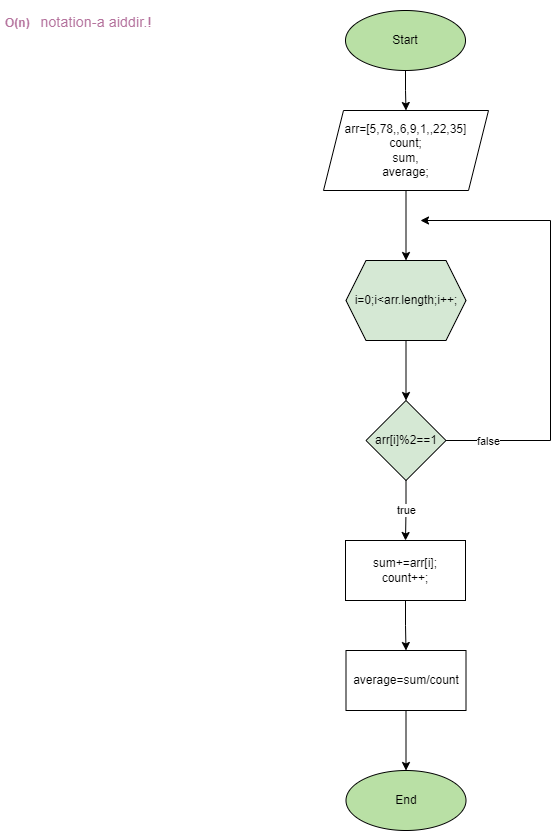 O(n) notation-a aiddir.!
Start
arr=[5,78,,6,9,1,,22,35]
count;
sum,
average;
i=0;i<arr.length;i++;
arr[i]%2==1
false
true
sum+=arr[i];
count++;
average=sum/count
End